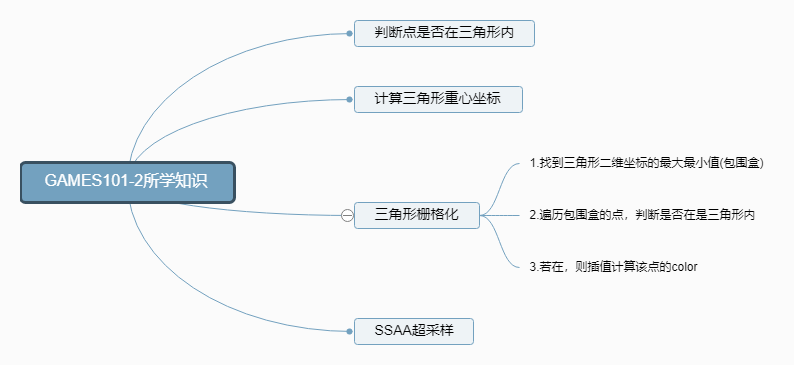 判断点是否在三角形内
计算三角形重心坐标
GAMES101-2所学知识
三角形栅格化
1.找到三角形二维坐标的最大最小值(包围盒)
2.遍历包围盒的点，判断是否在是三角形内
3.若在，则插值计算该点的color
SSAA超采样